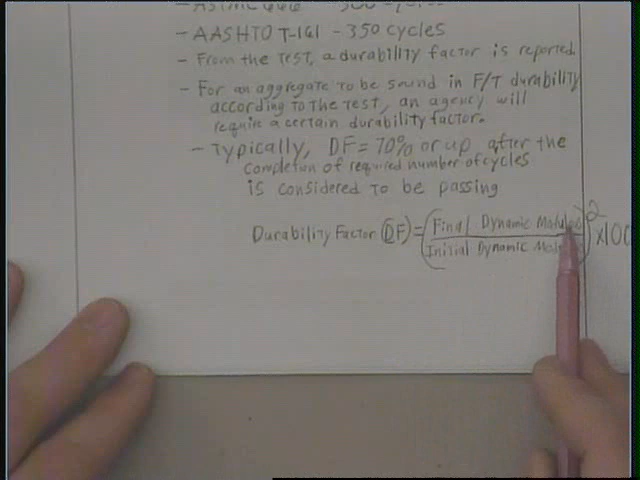 - AASHTO T-161 - 350 cycles
- From the test, a durability factor is reported
- For an aggregate to be sound in F/T durability
according to the test, an agency will
require a certain durability factor.
- Typically, DF = 70% or up after the
completion of required number of cycles
is considered to be passing
Durability Factor (DF) = (Final Dynamic Modulus
Initial Dynamic )² x100